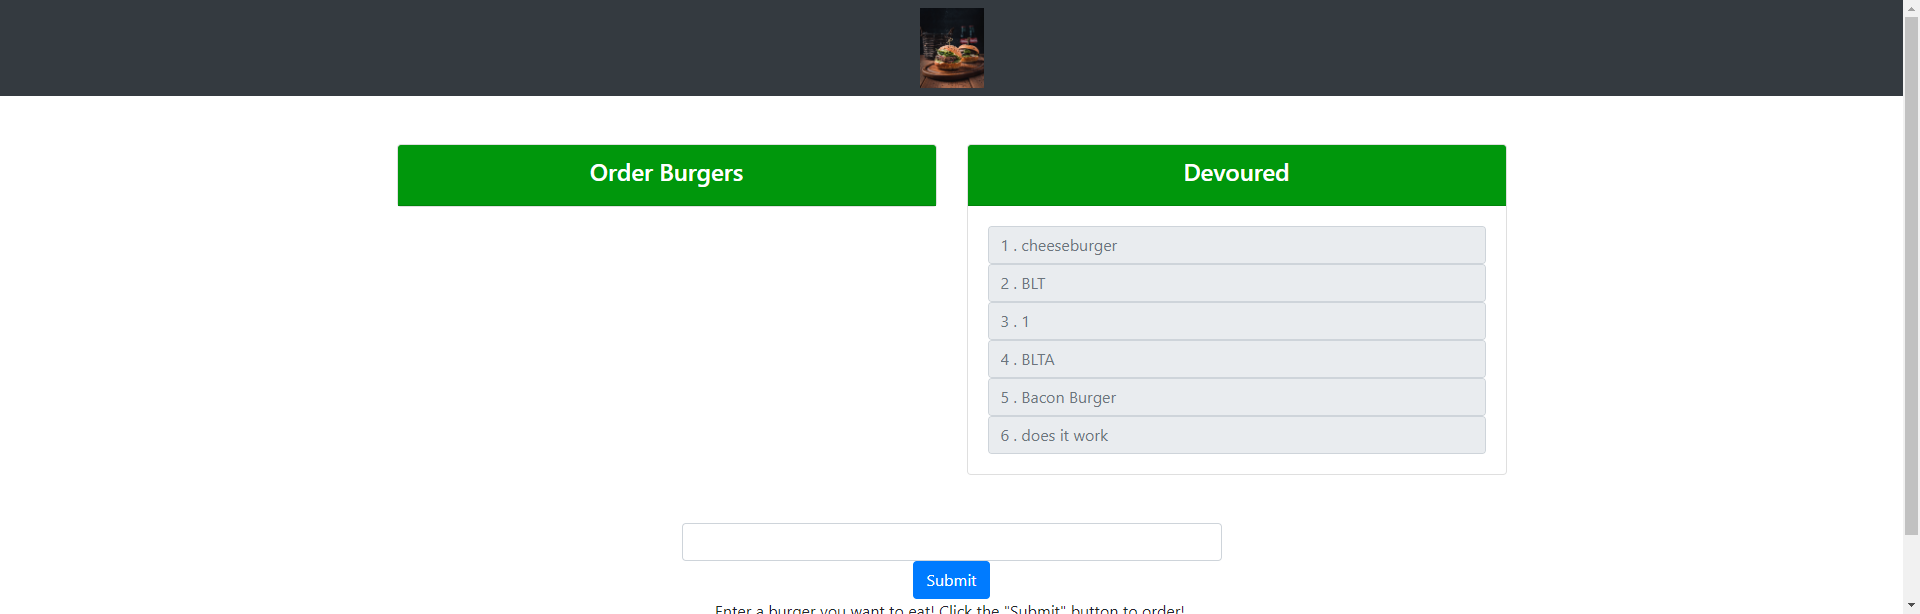 Order Burgers
Devoured
1 . cheeseburger
2 . BLT
3 . 1
4 . BLTA
5 . Bacon Burger
6 . does it work
Submit
Enter a burger you want to eat! Click the "Submit" button to order!